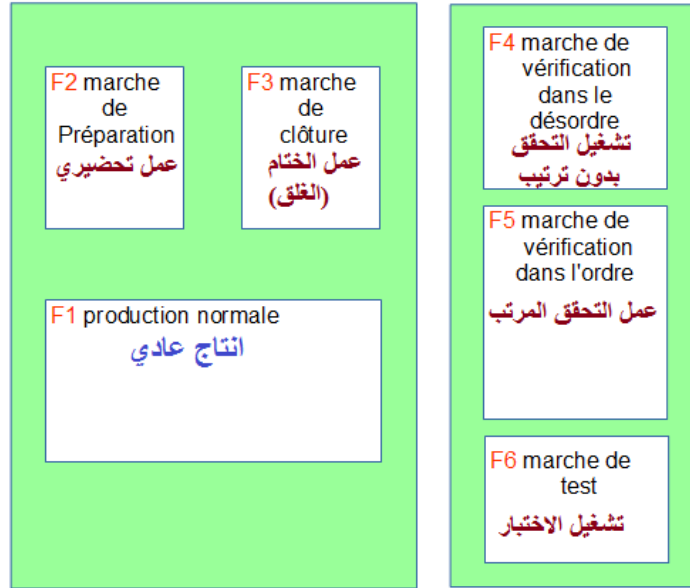 F2 marche
de
Préparation
عمل تحضيري
F3 marche
de
clôture
عمل الختام
(الغلق)
F1 production normale
انتاج عادي
F4 marche de
vérification
dans le
désordre
تشغيل التحقق
بدون ترتيب
F5 marche de
vérification
dans l'ordre
عمل التحقق المرتب
F6 marche de
test
تشغيل الاختبار